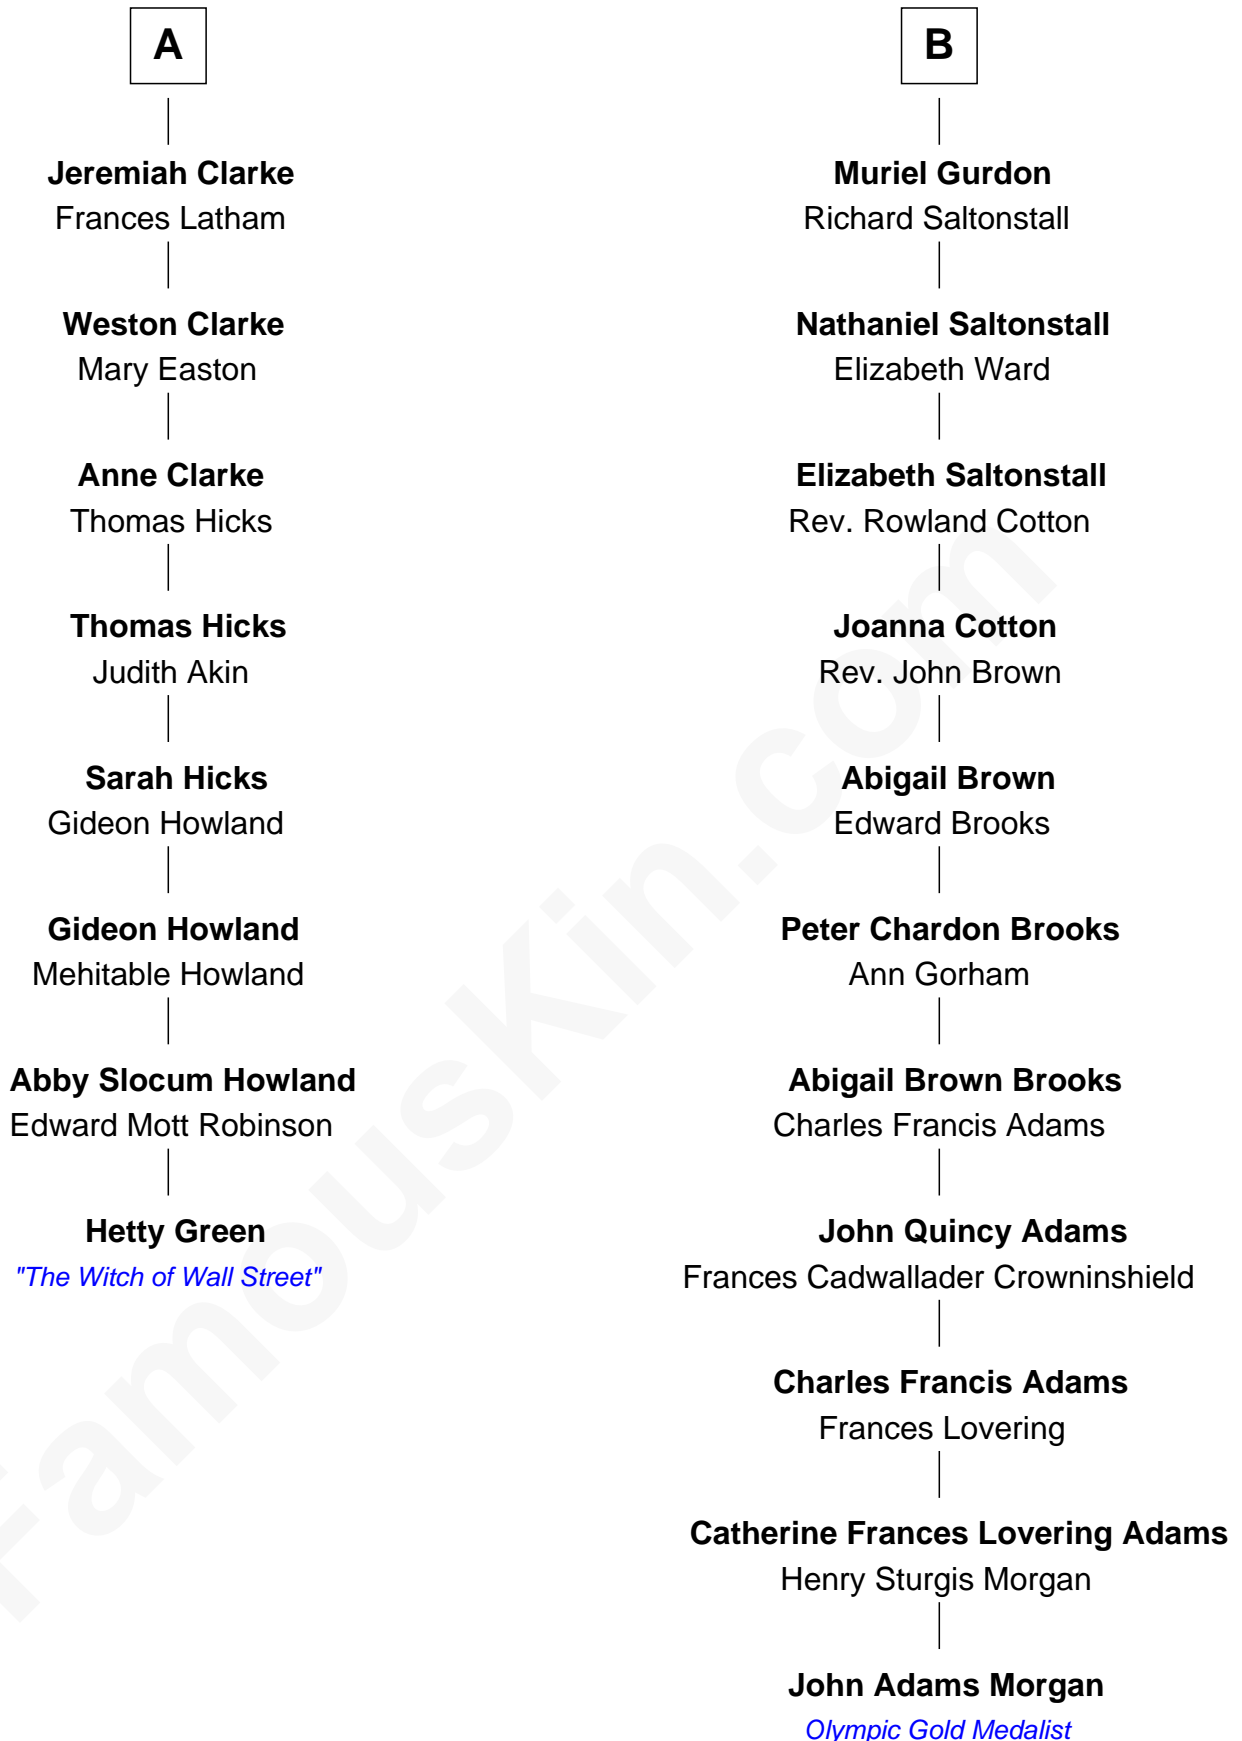 A
Jeremiah Clarke
Frances Latham
Weston Clarke
Mary Easton
Anne Clarke
Thomas Hicks
Thomas Hicks
Judith Akin
Sarah Hicks
Gideon Howland
Gideon Howland
Mehitable Howland
Abby Slocum Howland
Edward Mott Robinson
Hetty Green
"The Witch of Wall Street"
B
Muriel Gurdon
Richard Saltonstall
Nathaniel Saltonstall
Elizabeth Ward
Elizabeth Saltonstall
Rev. Rowland Cotton
Joanna Cotton
Rev. John Brown
Abigail Brown
Edward Brooks
Peter Chardon Brooks
Ann Gorham
Abigail Brown Brooks
Charles Francis Adams
John Quincy Adams
Frances Cadwallader Crowninshield
Charles Francis Adams
Frances Lovering
Catherine Frances Lovering Adams
Henry Sturgis Morgan
John Adams Morgan
Olympic Gold Medalist
FamousKin.com